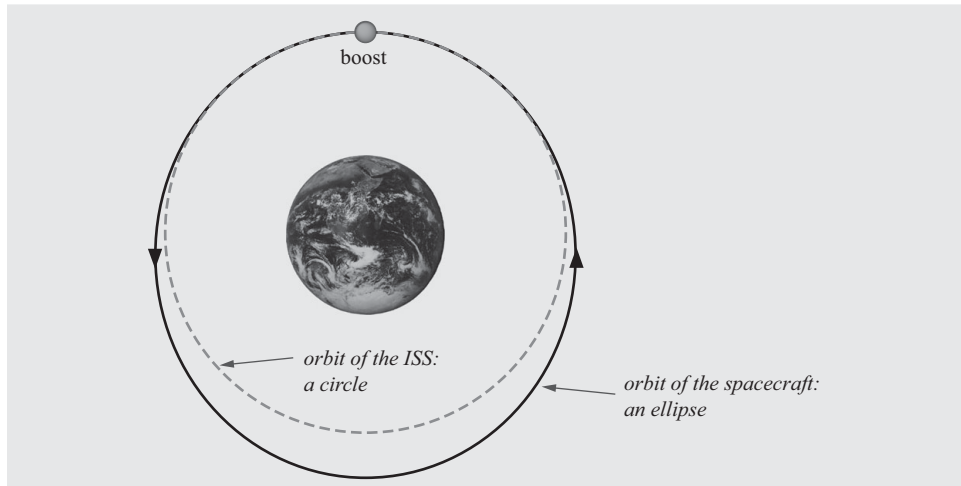 boost
orbit of the ISS:
a circle
orbit of the spacecraft:
an ellipse